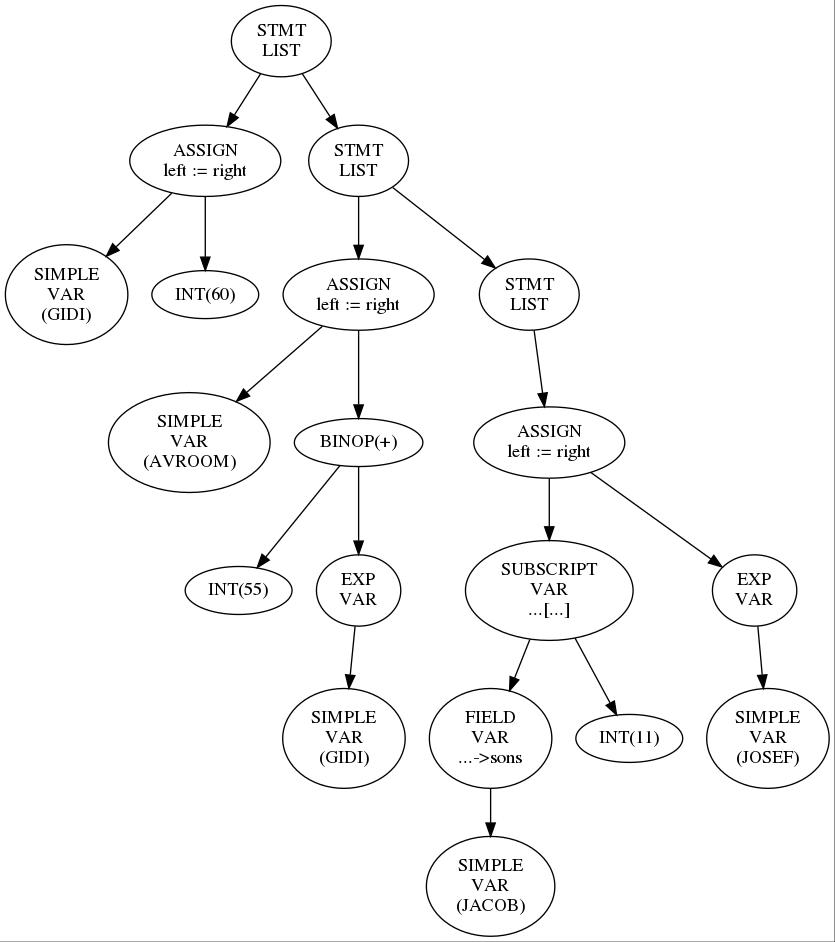 STMT
LIST
ASSIGN
left := right
STMT
LIST
SIMPLE
VAR
(GIDI)
INT(60)
ASSIGN
left := right
STMT
LIST
SIMPLE
VAR
(AVROOM)
BINOP(+)
ASSIGN
left := right
INT(55)
EXP
VAR
SUBSCRIPT
VAR
...[...]
EXP
VAR
SIMPLE
VAR
(GIDI)
FIELD
VAR
...->sons
INT(11)
SIMPLE
VAR
(JOSEF)
SIMPLE
VAR
(JACOB)